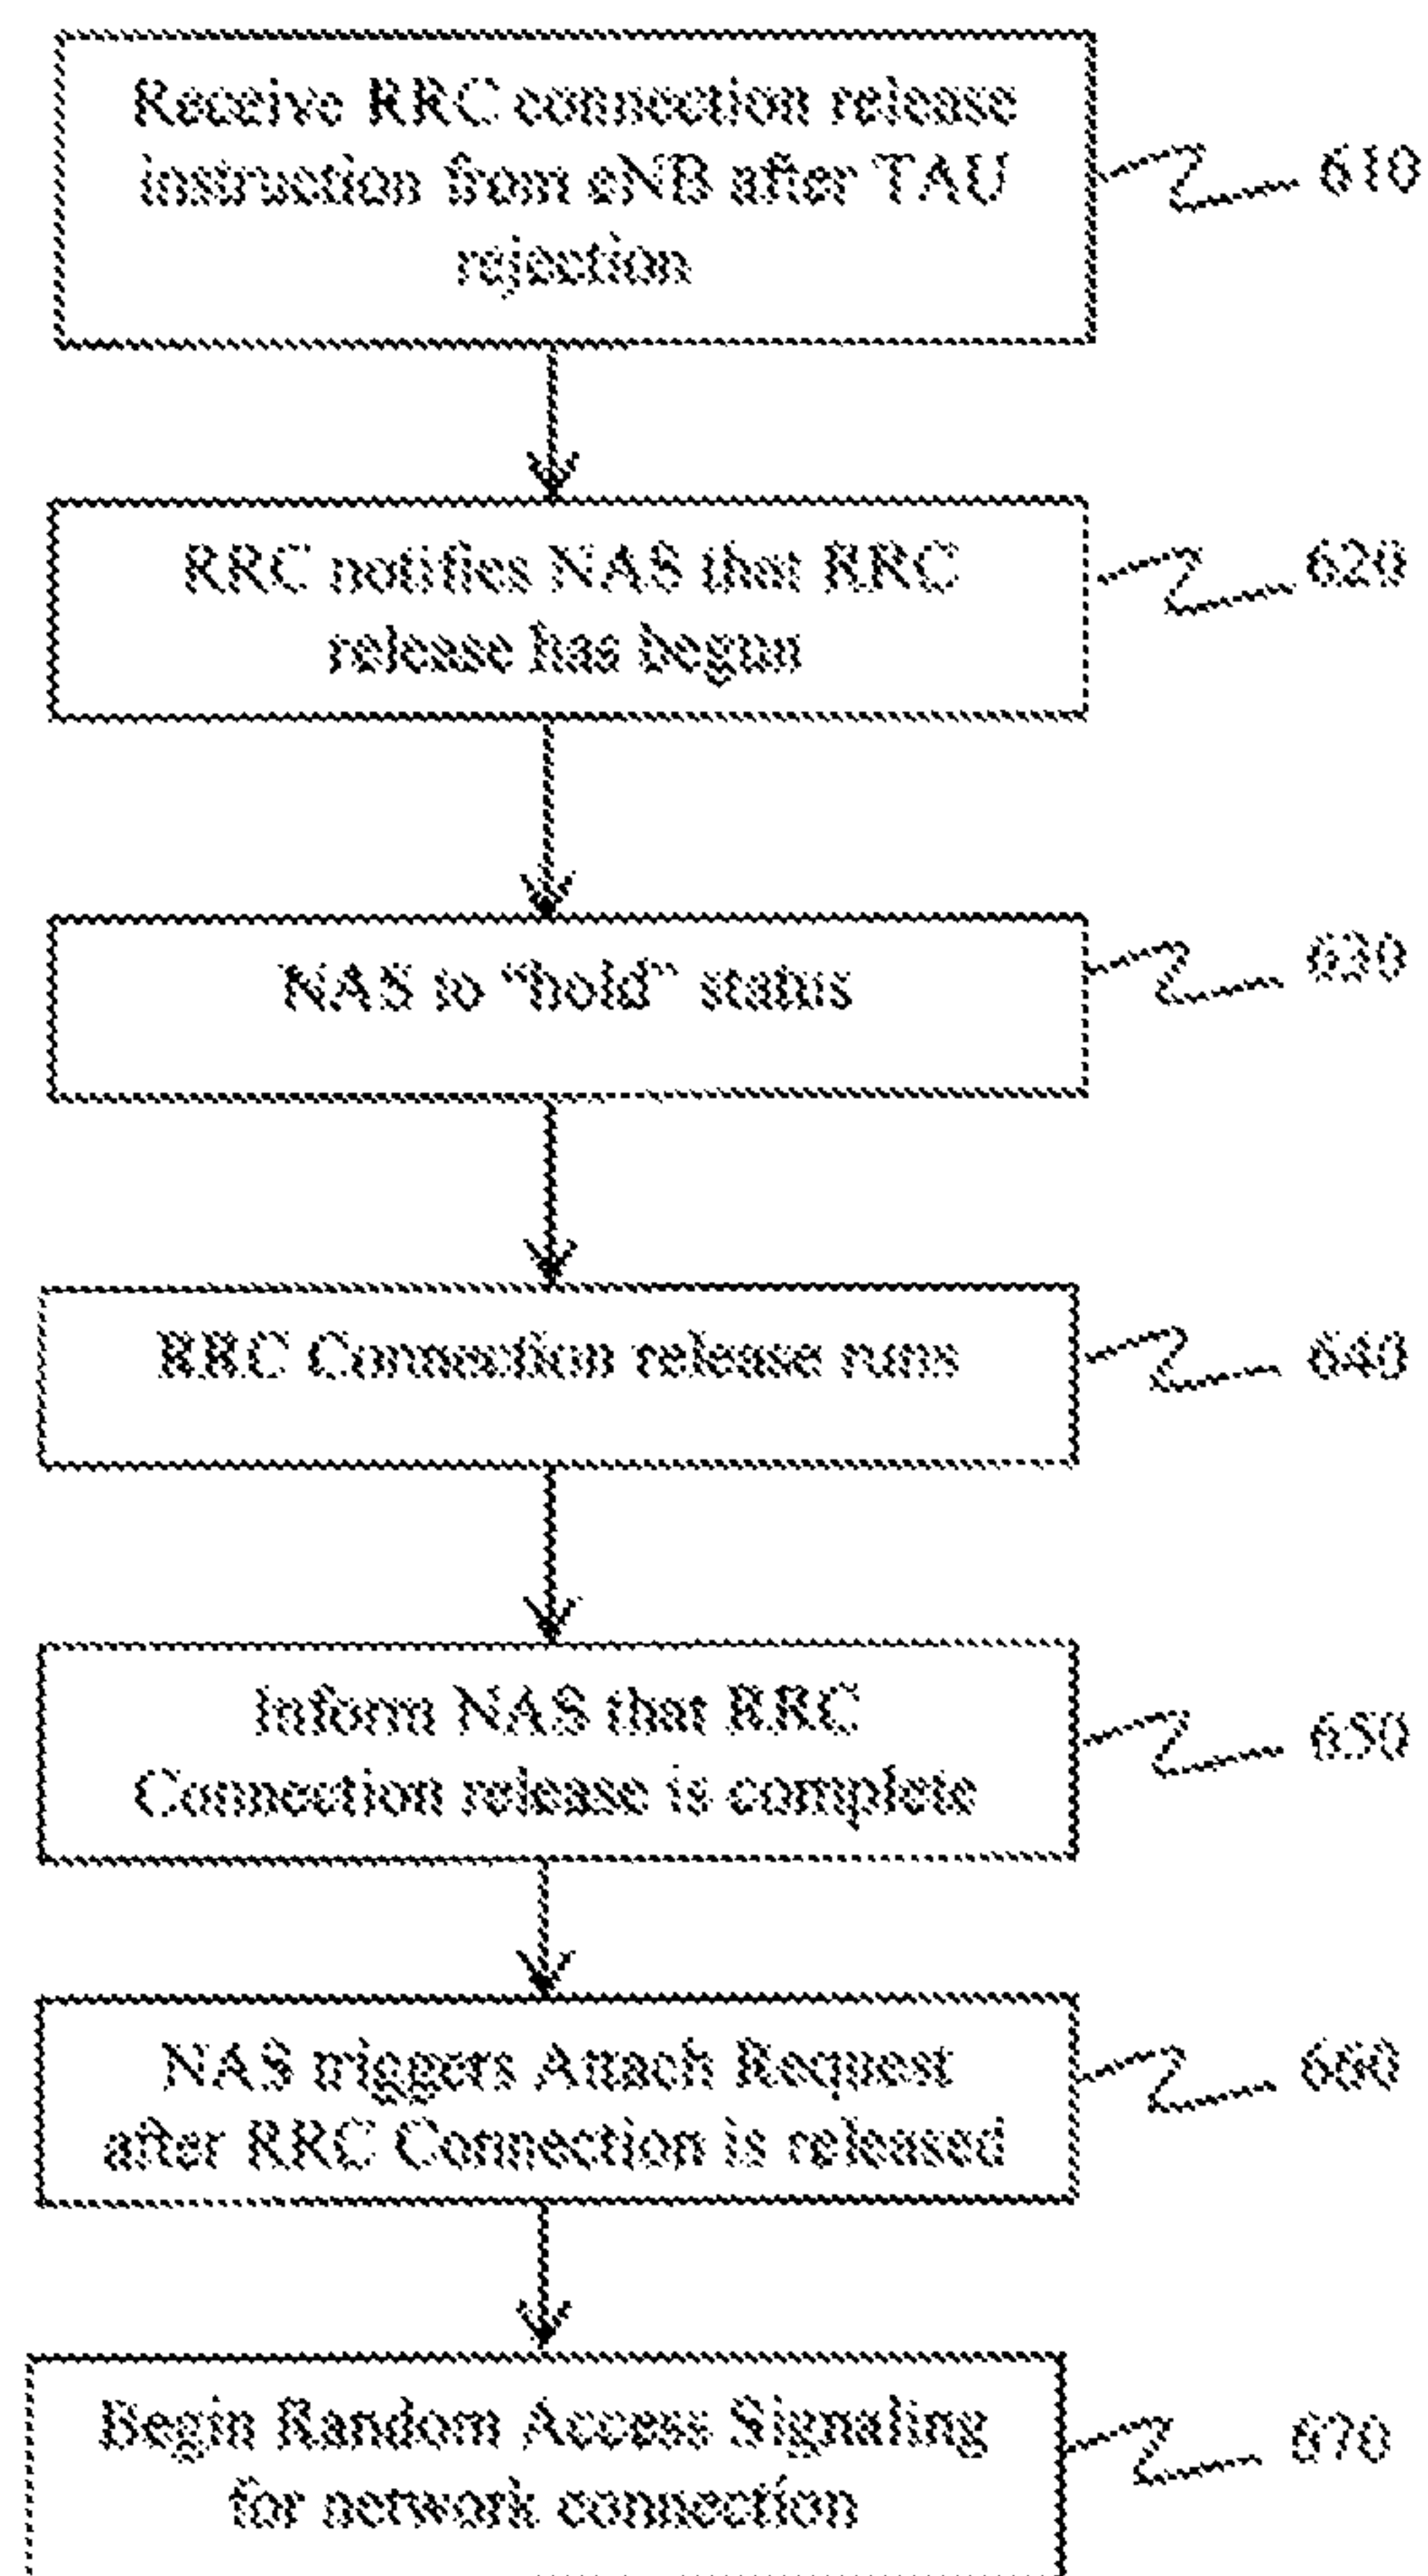 Receive RRC connection release
instruction from eNB after TAU
rejection
610
RRC notifies NAS that RRC
release has begun
620
NAS to “hold” status
630
RRC Connection release runs
640
Inform NAS that RRC
Connection release is complete
650
NAS triggers Attach Request
after RRC Connection is released
660
Begin Random Access Signaling
for network connection
670